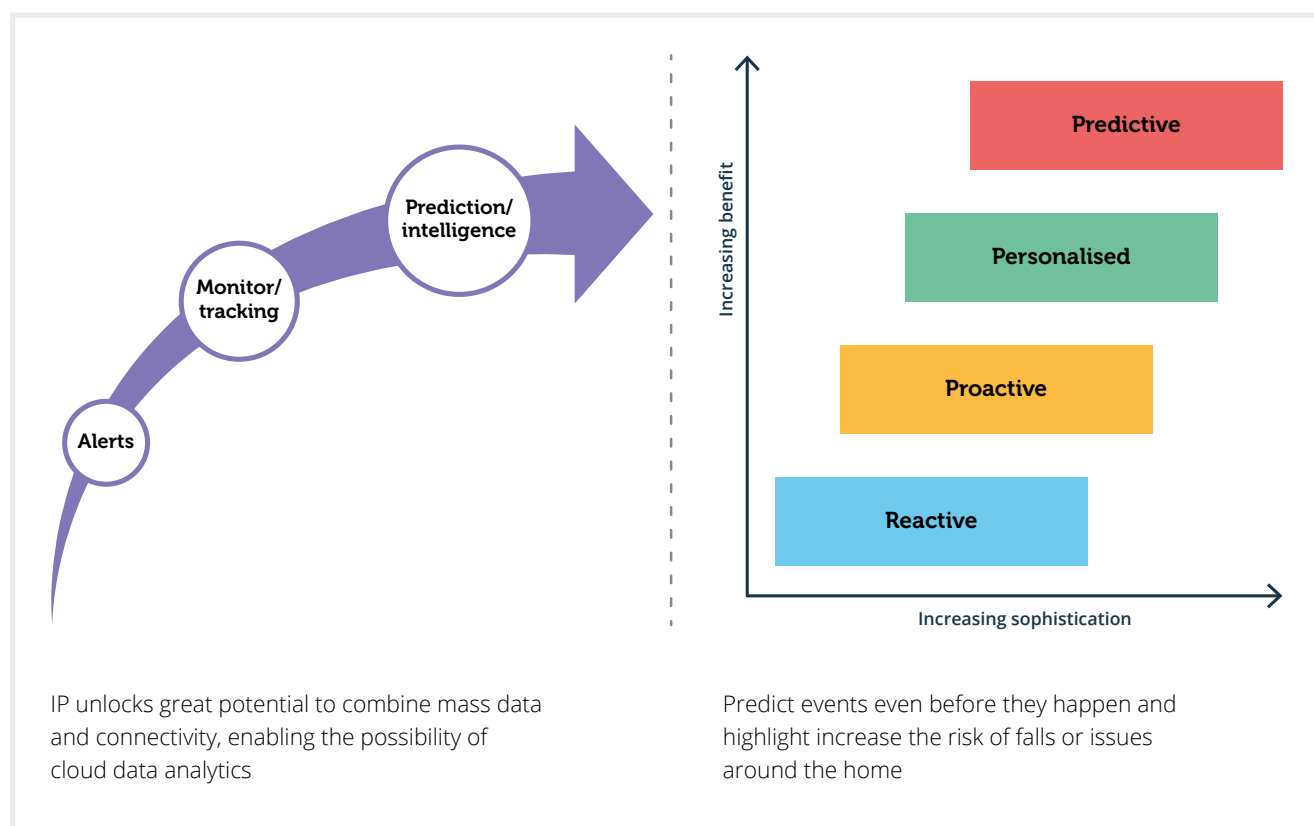 Prediction/
intelligence
Monitor/
tracking
Alerts
IP unlocks great potential to combine mass data
and connectivity, enabling the possibility of
cloud data analytics
Increasing benefit
Predictive
Personalised
Proactive
Reactive
Increasing sophistication
Predict events even before they happen and
highlight increase the risk of falls or issues
around the home